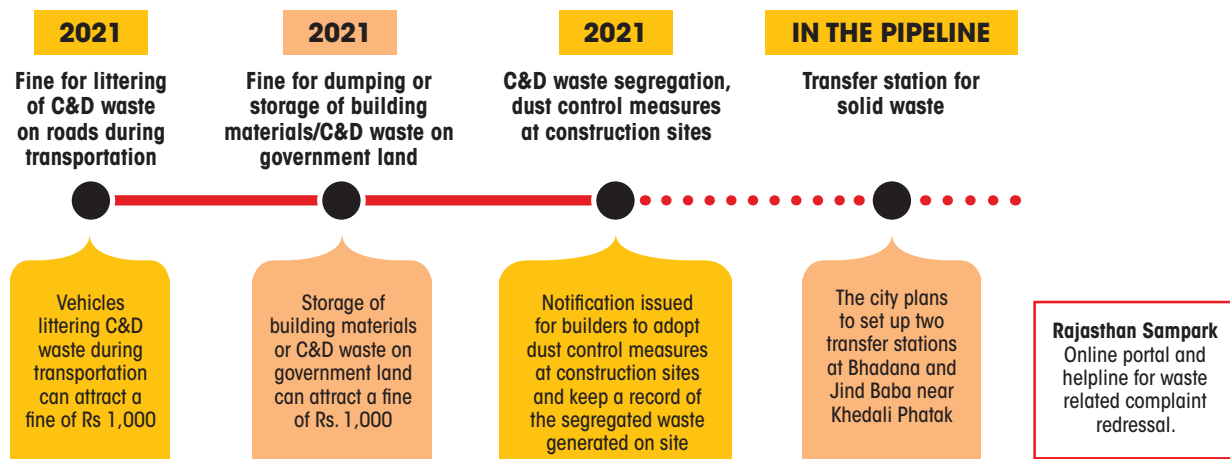 2021
Fine for littering
of C&D waste
on roads during
transportation
Vehicles
littering C&D
waste during
transportation
can attract a
fine of Rs 1,000
2021
Fine for dumping or
storage of building
materials/C&D waste on
government land
Storage of
building materials
or C&D waste on
government land
can attract a fine
of Rs. 1,000
2021
C&D waste segregation,
dust control measures
at construction sites
Notification issued
for builders to adopt
dust control measures
at construction sites
and keep a record of
the segregated waste
generated on site
IN THE PIPELINE
Transfer station for
solid waste
The city plans
to set up two
transfer stations
at Bhadana and
Jind Baba near
Khedali Phatak
Rajasthan Sampark
Online portal and
helpline for waste
related complaint
redressal.